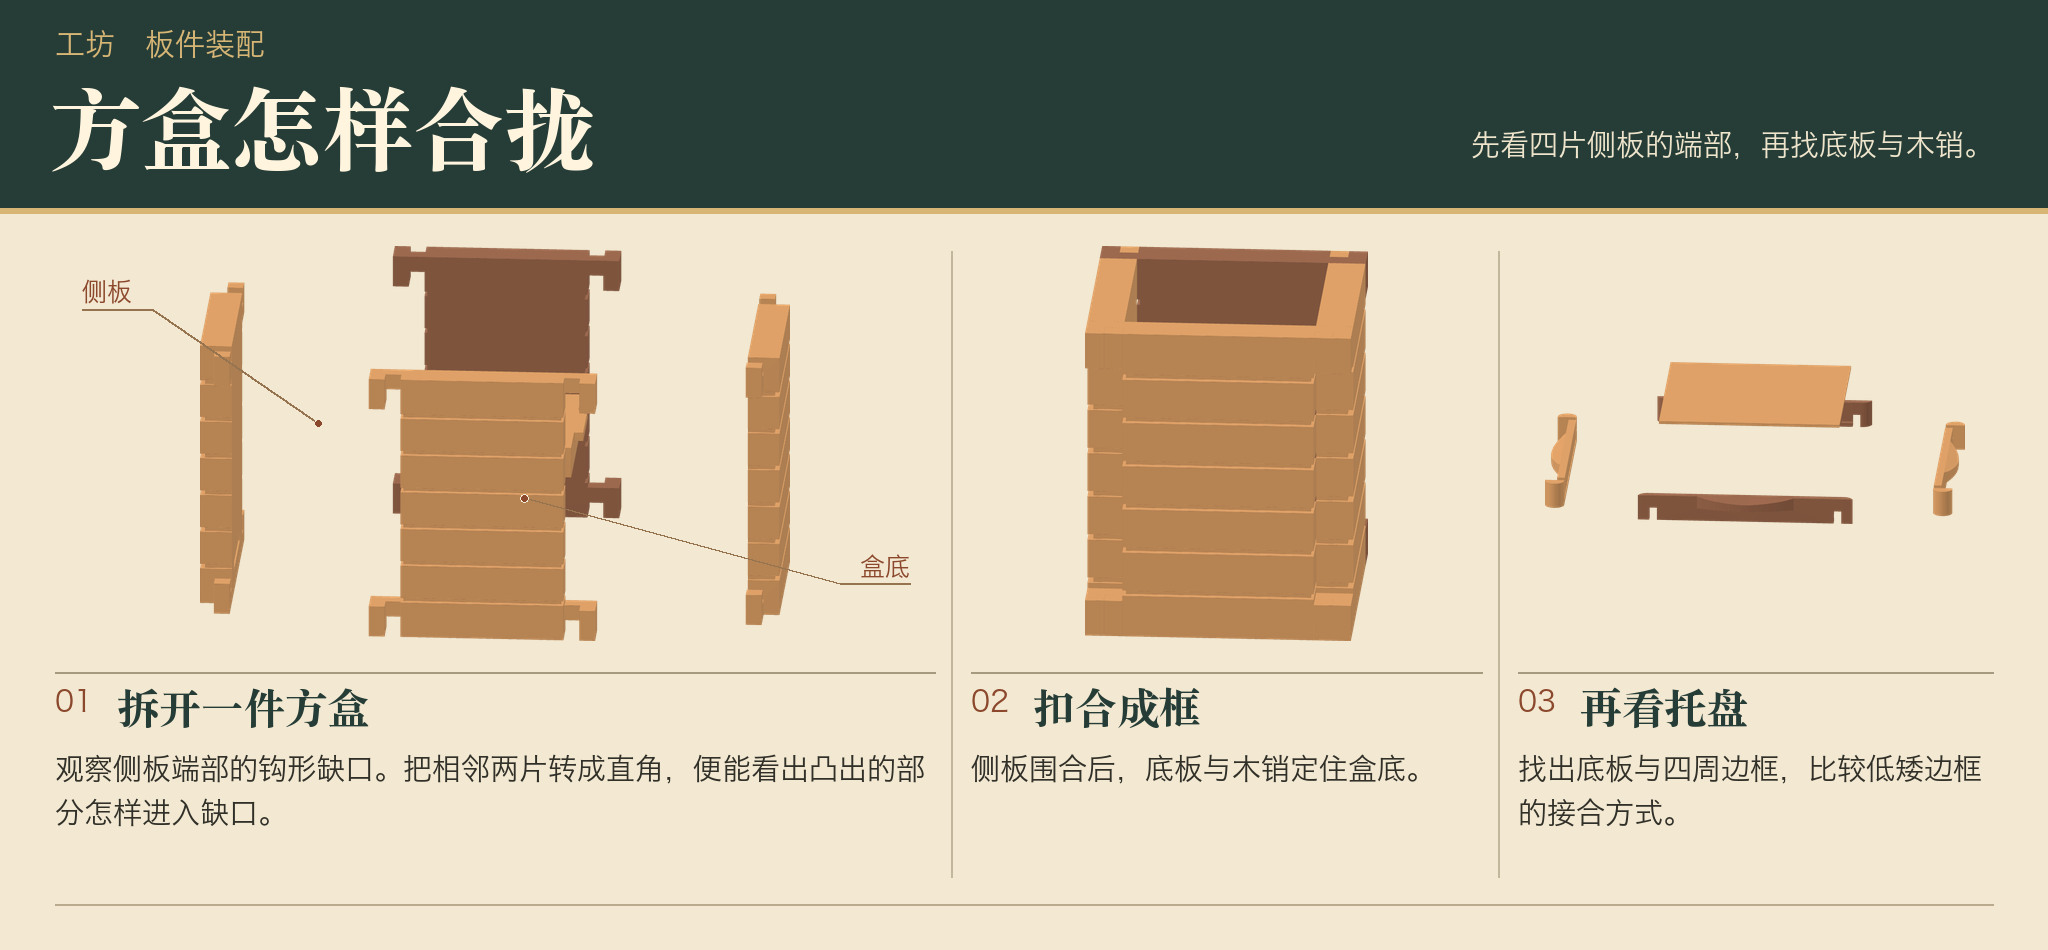 工坊 板件装配
方盒怎样合拢
先看四片侧板的端部，再找底板与木销。
侧板
盒底
01 拆开一件方盒
观察侧板端部的钩形缺口。把相邻两片转成直角，便能看出凸出的部
分怎样进入缺口。
02 扣合成框
侧板围合后，底板与木销定住盒底。
03 再看托盘
找出底板与四周边框，比较低矮边框
的接合方式。